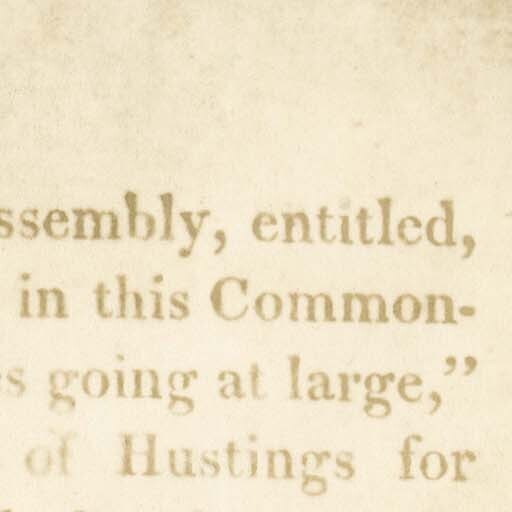 ssembly, entitled,
in this Common-
s going at large,”
of Hustings for